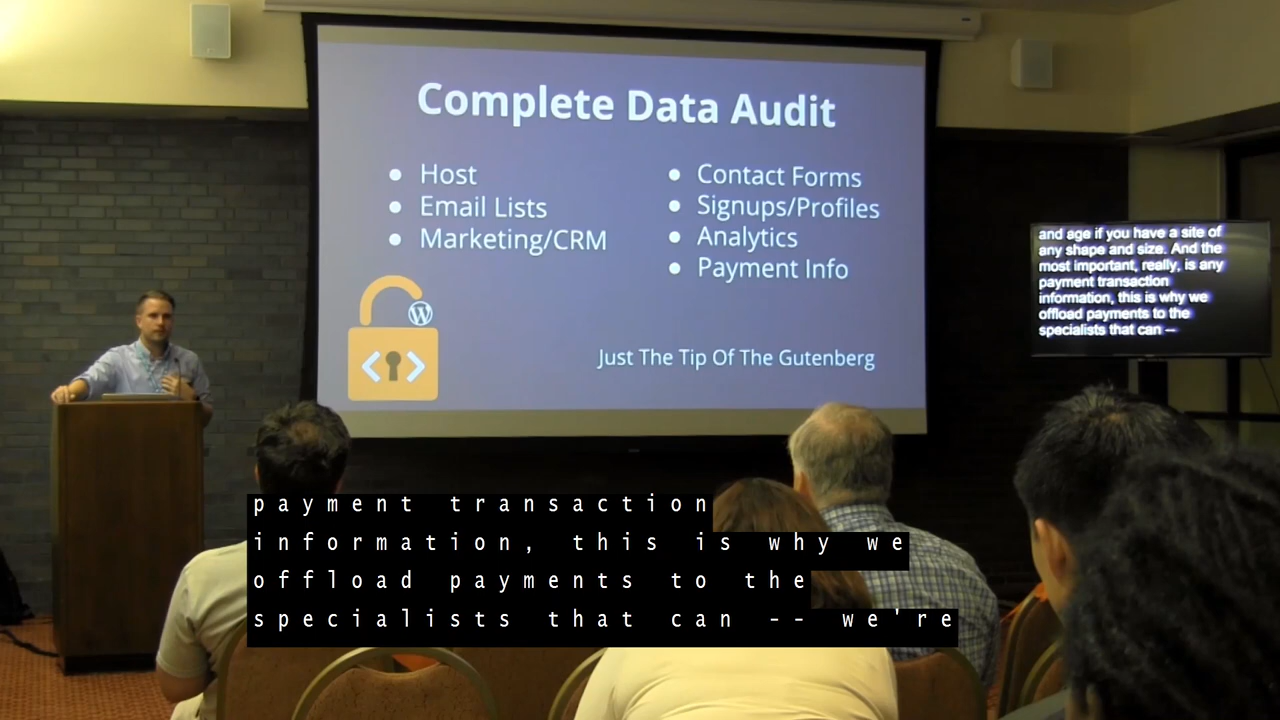 Complete Data Audit
● Host
● Email Lists
● Marketing/CRM
● Contact Forms
● Signups/Profiles
● Analytics
● Payment Info
W
< >
Just The Tip Of The Gutenberg
and age if you have a site of
any shape and size. And the
most important, really, is any
payment transaction
information, this is why we
offload payments to the
specialists that can --
payment transaction
information, this is why we
offload payments to the
specialists that can -- we're